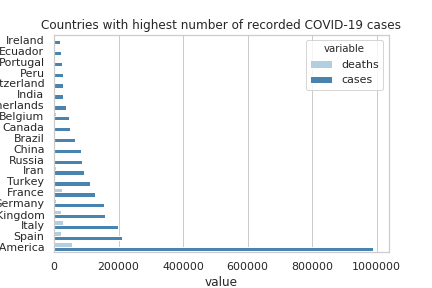 Countries with highest number of recorded COVID-19 cases
variable
deaths
cases
Ireland
Ecuador
Portugal
Peru
tzerland
India
herlands
Belgium
Canada
Brazil
China
Russia
Iran
Turkey
France
Germany
Kingdom
Italy
Spain
America
0 200000 400000 600000 800000 1000000
value